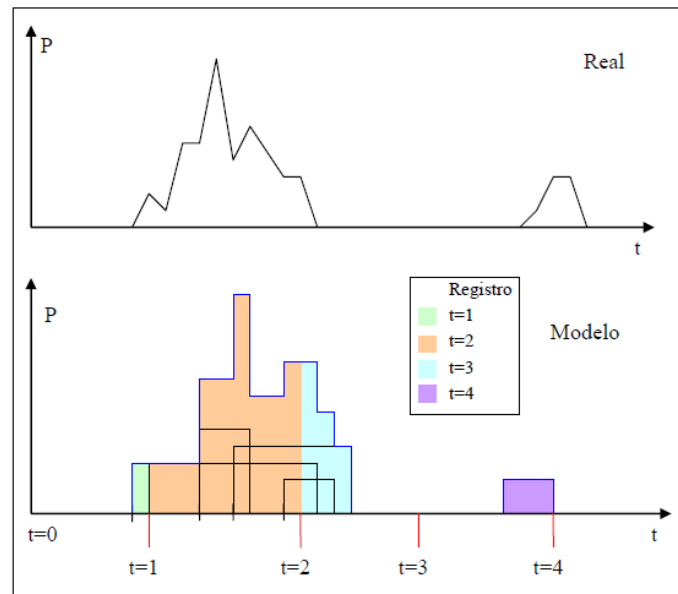 P
Real
t
Registro
t=1
t=2
t=3
t=4
P
Modelo
t=0
t
t=1
t=2
t=3
t=4